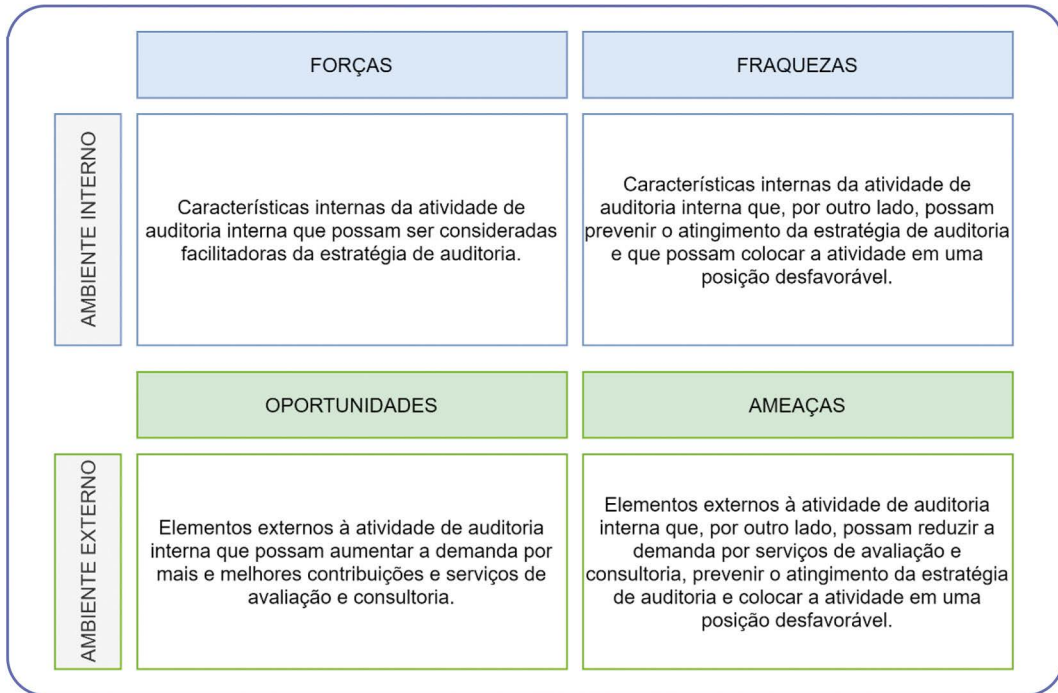 FORÇAS
FRAQUEZAS
AMBIENTE INTERNO
Características internas da atividade de
auditoria interna que possam ser consideradas
facilitadoras da estratégia de auditoria.
Características internas da atividade de
auditoria interna que, por outro lado, possam
prevenir o atingimento da estratégia de auditoria
e que possam colocar a atividade em uma
posição desfavorável.
OPORTUNIDADES
AMEAÇAS
AMBIENTE EXTERNO
Elementos externos à atividade de auditoria
interna que possam aumentar a demanda por
mais e melhores contribuições e serviços de
avaliação e consultoria.
Elementos externos à atividade de auditoria
interna que, por outro lado, possam reduzir a
demanda por serviços de avaliação e
consultoria, prevenir o atingimento da estratégia
de auditoria e colocar a atividade em uma
posição desfavorável.